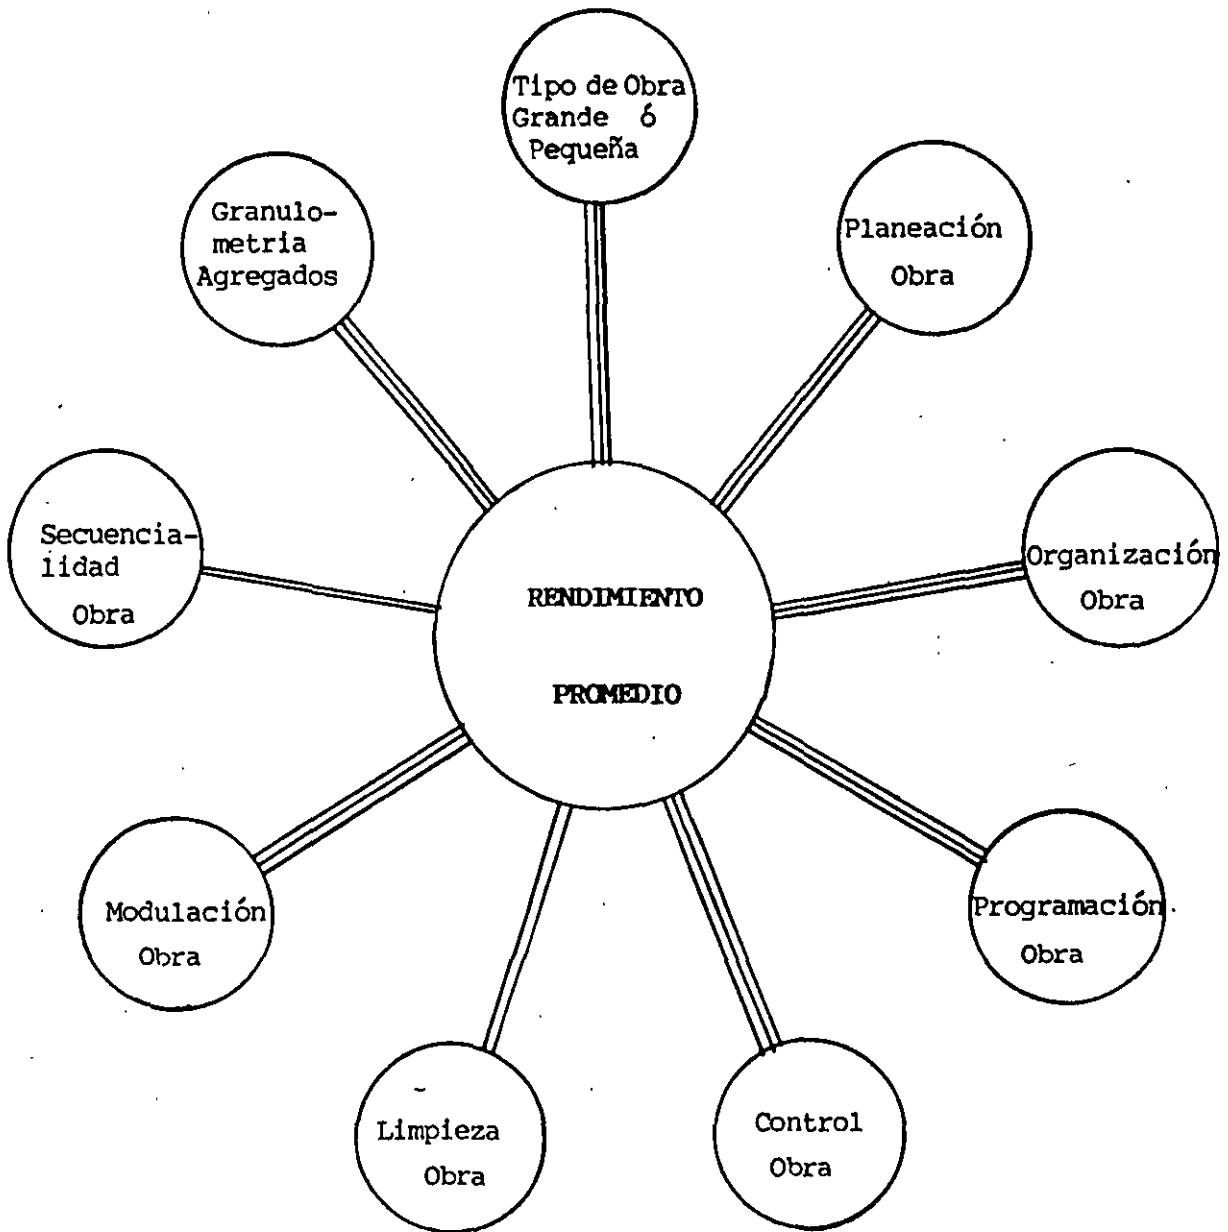 Tipo de Obra
Grande ó
Pequeña
Granulo-
metria
Agregados
Planeación
Obra
Secuencia-
lidad
Obra
Organización
Obra
RENDIMIENTO
PROMEDIO
Modulación
Obra
Programación
Obra
Limpieza
Obra
Control
Obra